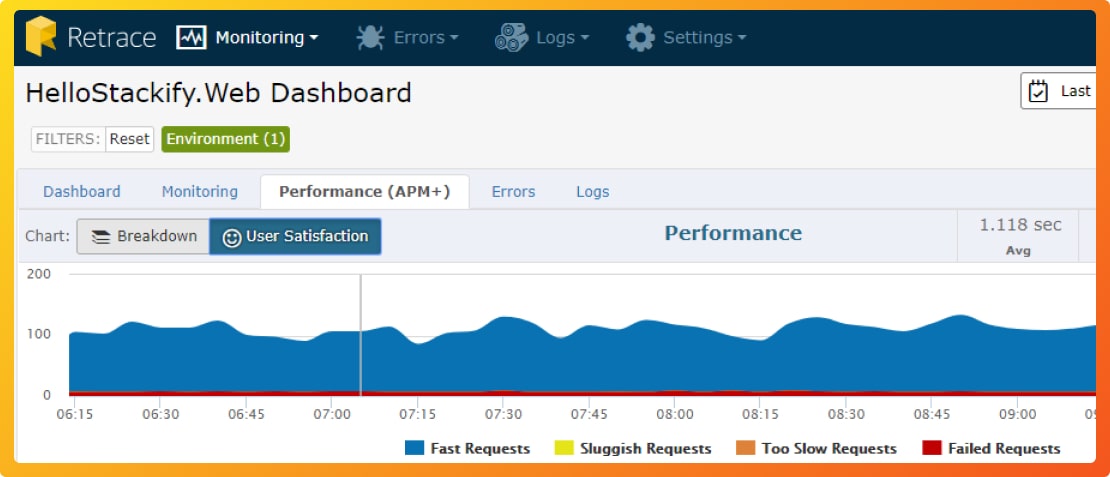 Retrace Monitoring Errors Logs Settings
HelloStackify.Web Dashboard
Last
FILTERS: Reset Environment (1)
Dashboard Monitoring Performance (APM+) Errors Logs
Chart: Breakdown User Satisfaction
Performance
1.118 sec
Avg
200
100
0
06:15 06:30 06:45 07:00 07:15 07:30 07:45 08:00 08:15 08:30 08:45 09:00
Fast Requests Sluggish Requests Too Slow Requests Failed Requests